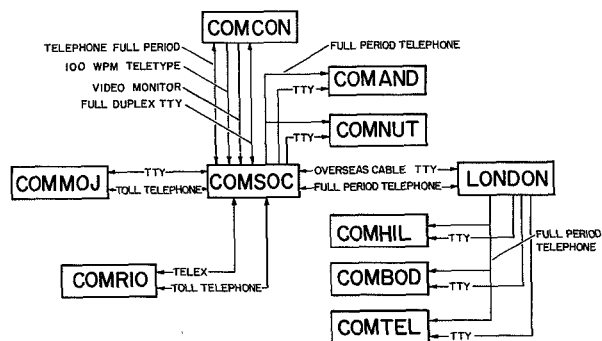 COMCON
TELEPHONE FULL PERIOD
100 WPM TELETYPE
VIDEO MONITOR
FULL DUPLEX TTY
FULL PERIOD TELEPHONE
COMAND
TTY
COMNUT
TTY
COMMOJ
TTY
TOLL TELEPHONE
COMSOC
OVERSEAS CABLE TTY
FULL PERIOD TELEPHONE
LONDON
COMHIL
TTY
FULL PERIOD
TELEPHONE
COMRIO
TELEX
TOLL TELEPHONE
COMBOD
TTY
COMTEL
TTY